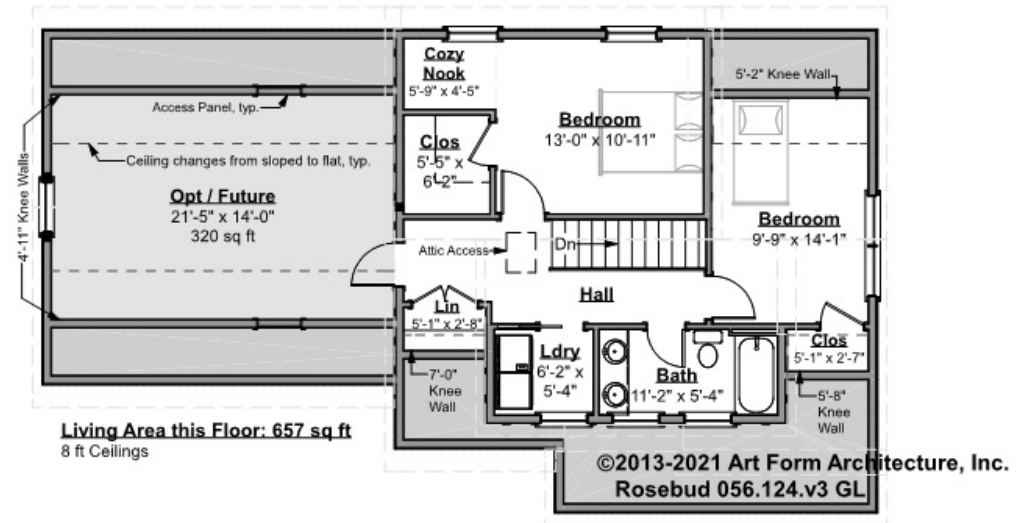 Cozy
Nook
5'-9" x 4'-5"
5'-2" Knee Wall
Access Panel, typ.
Bedroom
13'-0" x 10'-11"
Clos
5'-5" x
6'-2"
Ceiling changes from sloped to flat, typ.
4'-11" Knee Walls
Opt / Future
21'-5" x 14'-0"
320 sq ft
Bedroom
9'-9" x 14'-1"
Attic Access
Dn
Hall
Lin
5'-1" x 2'-8"
Clos
5'-1" x 2'-7"
Ldry
6'-2" x
5'-4"
Bath
11'-2" x 5'-4"
7'-0"
Knee
Wall
5'-8"
Knee
Wall
Living Area this Floor: 657 sq ft
8 ft Ceilings
©2013-2021 Art Form Architecture, Inc.
Rosebud 056.124.v3 GL